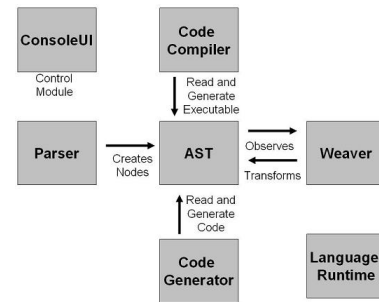 ConsoleUI
Control
Module
Code
Compiler
Read and
Generate
Executable
Parser
Creates
Nodes
AST
Observes
Transforms
Weaver
Read and
Generate
Code
Code
Generator
Language
Runtime